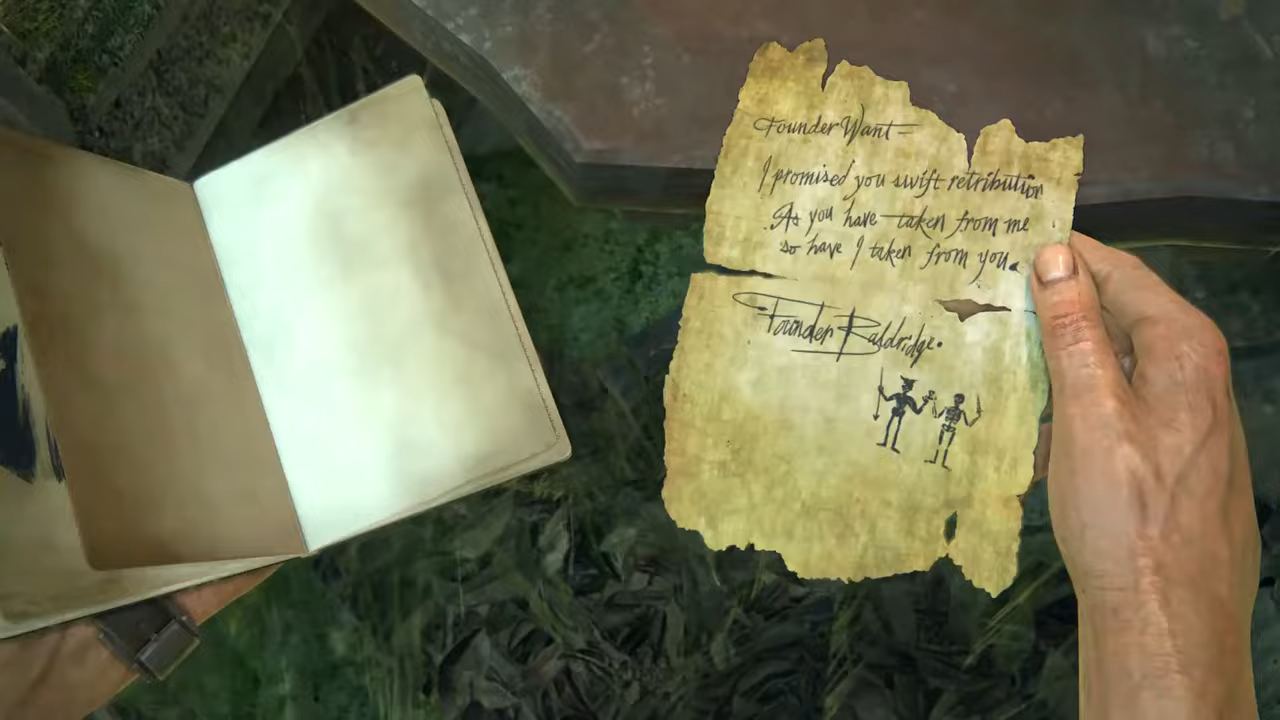 Founder Want—
I promised you swift retribution
As you have taken from me
so have I taken from you.
Founder Baldridge.